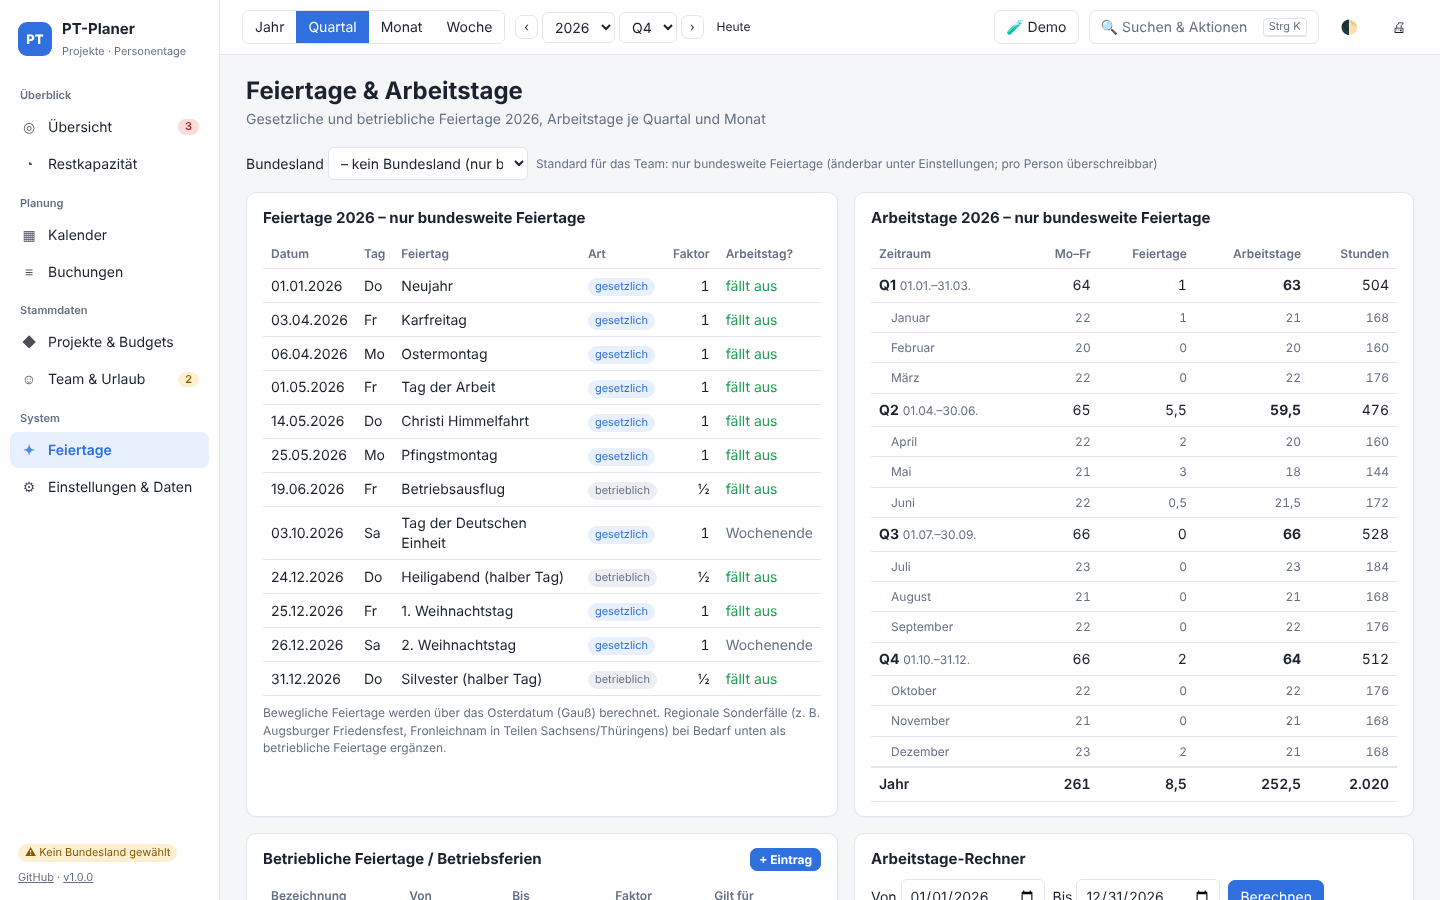 PT
PT-Planer
Projekte · Personentage
Überblick
◎ Übersicht 3
Restkapazität
Planung
▦ Kalender
≡ Buchungen
Stammdaten
◆ Projekte & Budgets
☺ Team & Urlaub 2
System
✦ Feiertage
⚙ Einstellungen & Daten
⚠ Kein Bundesland gewählt
GitHub · v1.0.0
Jahr Quartal Monat Woche ‹ 2026 Q4 › Heute 🧪 Demo 🔍 Suchen & Aktionen Strg K
Feiertage & Arbeitstage
Gesetzliche und betriebliche Feiertage 2026, Arbeitstage je Quartal und Monat
Bundesland – kein Bundesland (nur b Standard für das Team: nur bundesweite Feiertage (änderbar unter Einstellungen; pro Person überschreibbar)
Feiertage 2026 – nur bundesweite Feiertage
Datum Tag Feiertag Art Faktor Arbeitstag?
01.01.2026 Do Neujahr gesetzlich 1 fällt aus
03.04.2026 Fr Karfreitag gesetzlich 1 fällt aus
06.04.2026 Mo Ostermontag gesetzlich 1 fällt aus
01.05.2026 Fr Tag der Arbeit gesetzlich 1 fällt aus
14.05.2026 Do Christi Himmelfahrt gesetzlich 1 fällt aus
25.05.2026 Mo Pfingstmontag gesetzlich 1 fällt aus
19.06.2026 Fr Betriebsausflug betrieblich ½ fällt aus
03.10.2026 Sa Tag der Deutschen Einheit gesetzlich 1 Wochenende
24.12.2026 Do Heiligabend (halber Tag) betrieblich ½ fällt aus
25.12.2026 Fr 1. Weihnachtstag gesetzlich 1 fällt aus
26.12.2026 Sa 2. Weihnachtstag gesetzlich 1 Wochenende
31.12.2026 Do Silvester (halber Tag) betrieblich ½ fällt aus
Bewegliche Feiertage werden über das Osterdatum (Gauß) berechnet. Regionale Sonderfälle (z. B.
Augsburger Friedensfest, Fronleichnam in Teilen Sachsens/Thüringens) bei Bedarf unten als
betriebliche Feiertage ergänzen.
Arbeitstage 2026 – nur bundesweite Feiertage
Zeitraum Mo–Fr Feiertage Arbeitstage Stunden
Q1 01.01.–31.03. 64 1 63 504
Januar 22 1 21 168
Februar 20 0 20 160
März 22 0 22 176
Q2 01.04.–30.06. 65 5,5 59,5 476
April 22 2 20 160
Mai 21 3 18 144
Juni 22 0,5 21,5 172
Q3 01.07.–30.09. 66 0 66 528
Juli 23 0 23 184
August 21 0 21 168
September 22 0 22 176
Q4 01.10.–31.12. 66 2 64 512
Oktober 22 0 22 176
November 21 0 21 168
Dezember 23 2 21 168
Jahr 261 8,5 252,5 2.020
Betriebliche Feiertage / Betriebsferien + Eintrag
Bezeichnung Von Bis Faktor Gilt für
Arbeitstage-Rechner
Von 01/01/2026 Bis 12/31/2026 Berechnen